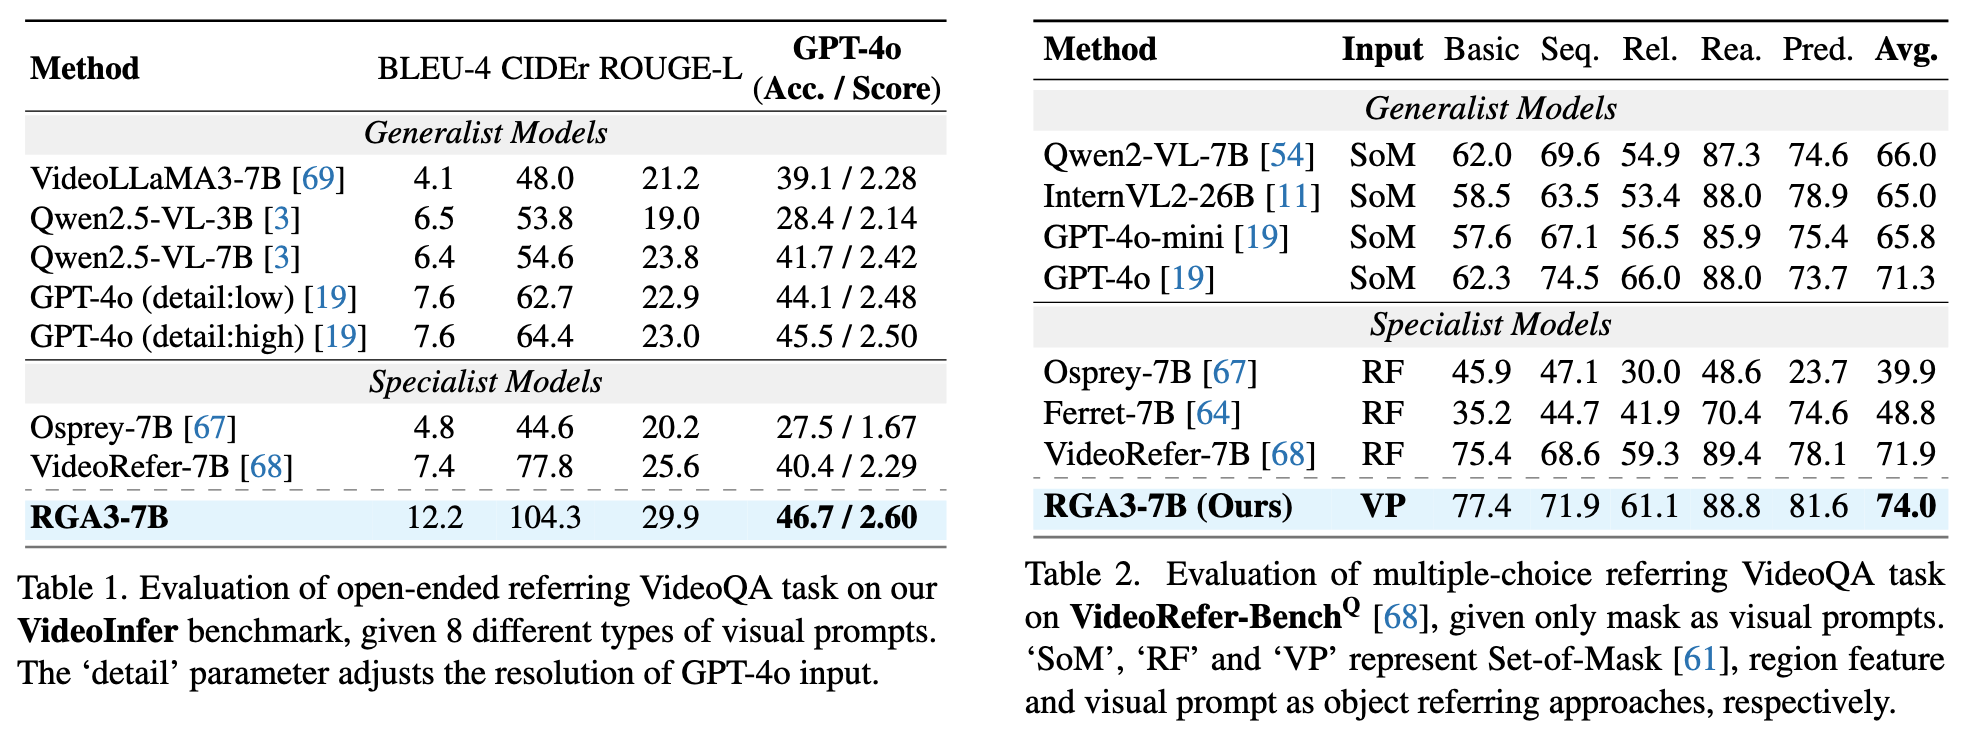 Method BLEU-4 CIDEr ROUGE-L GPT-4o (Acc. / Score)
Generalist Models
VideoLLaMA3-7B [69] 4.1 48.0 21.2 39.1 / 2.28
Qwen2.5-VL-3B [3] 6.5 53.8 19.0 28.4 / 2.14
Qwen2.5-VL-7B [3] 6.4 54.6 23.8 41.7 / 2.42
GPT-4o (detail:low) [19] 7.6 62.7 22.9 44.1 / 2.48
GPT-4o (detail:high) [19] 7.6 64.4 23.0 45.5 / 2.50
Specialist Models
Osprey-7B [67] 4.8 44.6 20.2 27.5 / 1.67
VideoRefer-7B [68] 7.4 77.8 25.6 40.4 / 2.29
RGA3-7B 12.2 104.3 29.9 46.7 / 2.60
Table 1. Evaluation of open-ended referring VideoQA task on our
VideoInfer benchmark, given 8 different types of visual prompts.
The ‘detail’ parameter adjusts the resolution of GPT-4o input.
Method Input Basic Seq. Rel. Rea. Pred. Avg.
Generalist Models
Qwen2-VL-7B [54] SoM 62.0 69.6 54.9 87.3 74.6 66.0
InternVL2-26B [11] SoM 58.5 63.5 53.4 88.0 78.9 65.0
GPT-4o-mini [19] SoM 57.6 67.1 56.5 85.9 75.4 65.8
GPT-4o [19] SoM 62.3 74.5 66.0 88.0 73.7 71.3
Specialist Models
Osprey-7B [67] RF 45.9 47.1 30.0 48.6 23.7 39.9
Ferret-7B [64] RF 35.2 44.7 41.9 70.4 74.6 48.8
VideoRefer-7B [68] RF 75.4 68.6 59.3 89.4 78.1 71.9
RGA3-7B (Ours) VP 77.4 71.9 61.1 88.8 81.6 74.0
Table 2. Evaluation of multiple-choice referring VideoQA task
on VideoRefer-Bench^Q [68], given only mask as visual prompts.
‘SoM’, ‘RF’ and ‘VP’ represent Set-of-Mask [61], region feature
and visual prompt as object referring approaches, respectively.